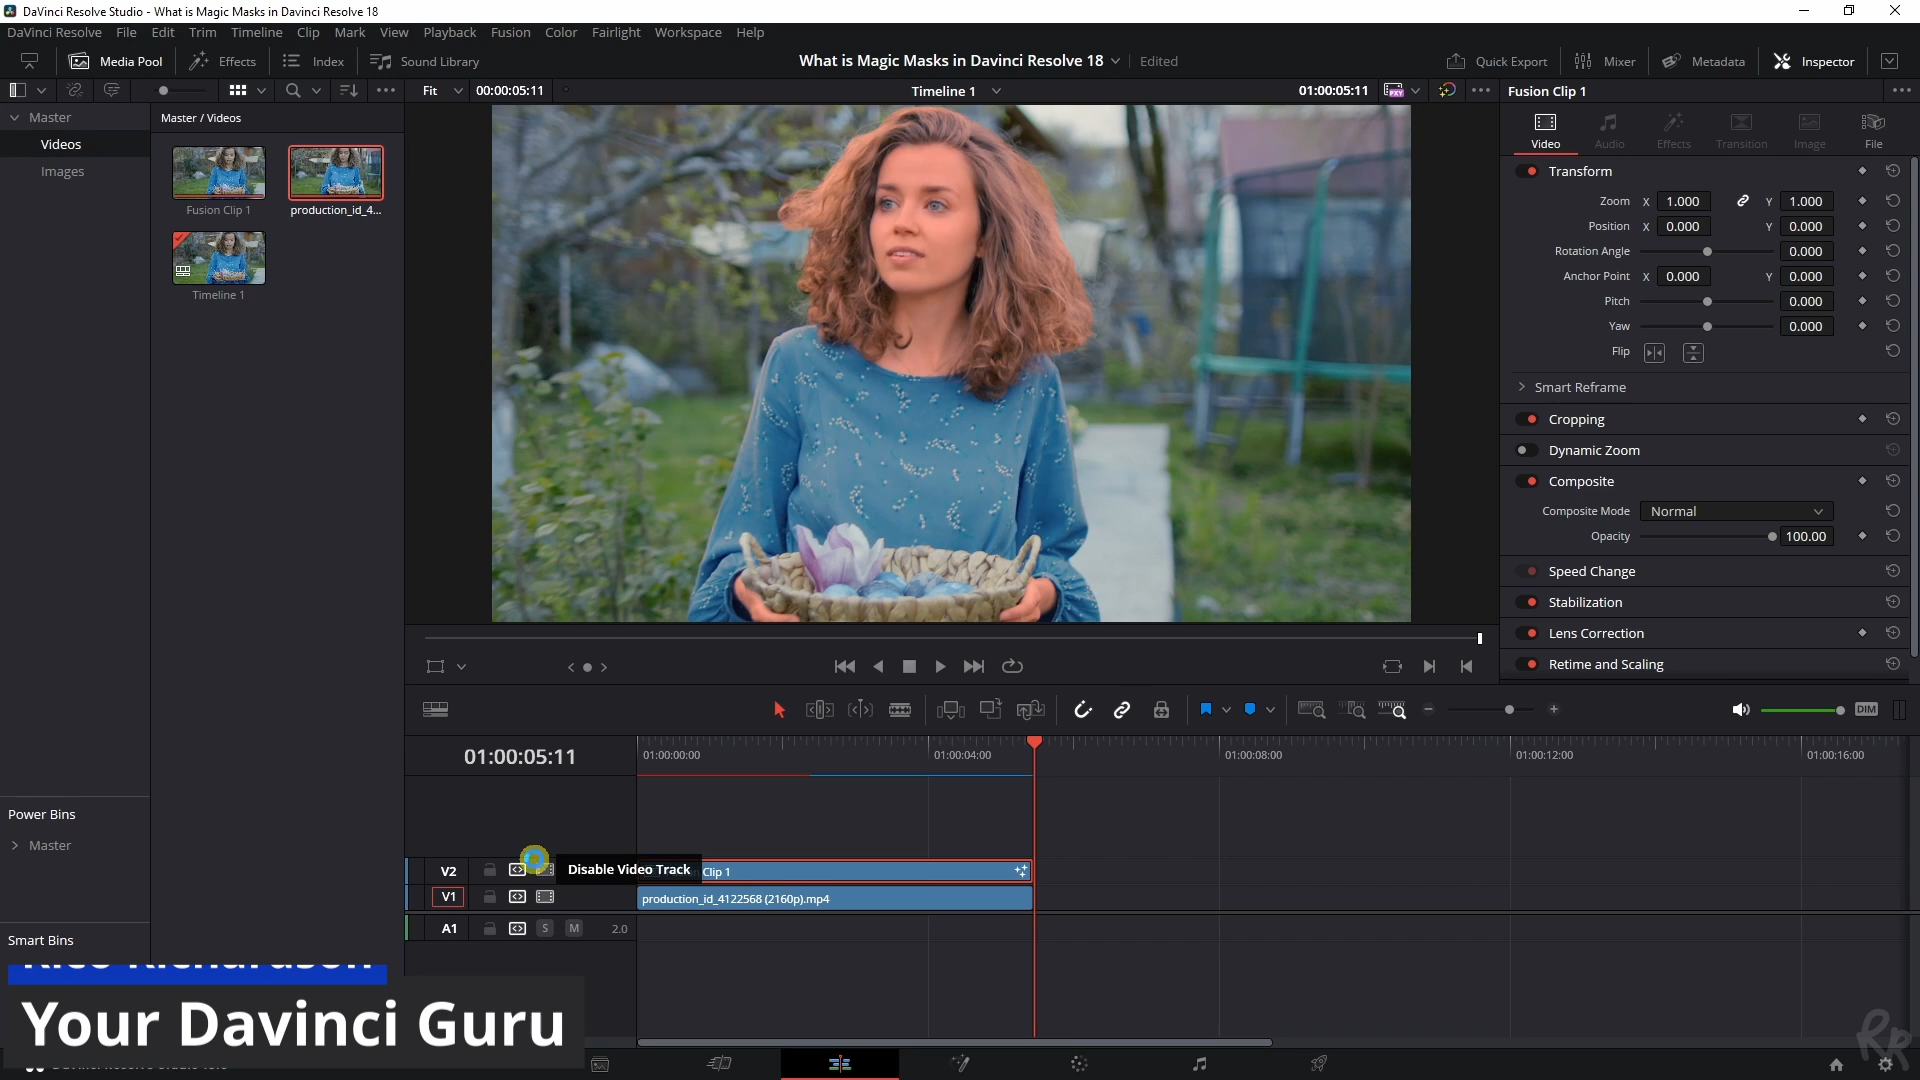 DaVinci Resolve Studio - What is Magic Masks in Davinci Resolve 18
DaVinci Resolve File Edit Trim Timeline Clip Mark View Playback Fusion Color Fairlight Workspace Help
Media Pool Effects Index Sound Library What is Magic Masks in Davinci Resolve 18 Edited Quick Export Mixer Metadata Inspector
Fit 00:00:05:11 Timeline 1 01:00:05:11 Fusion Clip 1
Master
Videos
Images
Master / Videos
Fusion Clip 1 production_id_4...
Timeline 1
Video Audio Effects Transition Image File
Transform
Zoom X 1.000 Y 1.000
Position X 0.000 Y 0.000
Rotation Angle 0.000
Anchor Point X 0.000 Y 0.000
Pitch 0.000
Yaw 0.000
Flip
Smart Reframe
Cropping
Dynamic Zoom
Composite
Composite Mode Normal
Opacity 100.00
Speed Change
Stabilization
Lens Correction
Retime and Scaling
DIM
01:00:05:11 01:00:00:00 01:00:04:00 01:00:08:00 01:00:12:00 01:00:16:00
Power Bins
Master
V2 Disable Video Track Clip 1
V1 production_id_4122568 (2160p).mp4
A1 S M 2.0
Smart Bins
Your Davinci Guru
RR